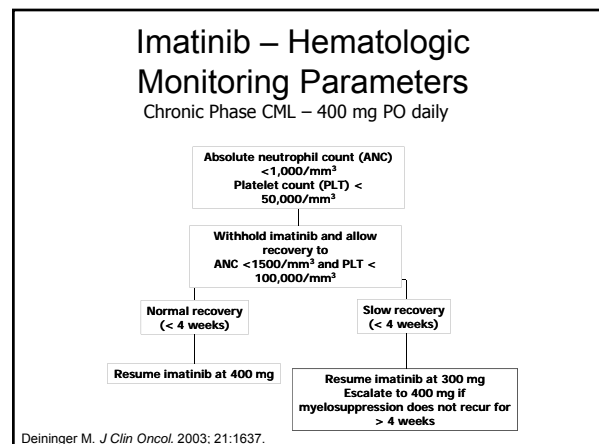 Imatinib – Hematologic
Monitoring Parameters
Chronic Phase CML – 400 mg PO daily
Absolute neutrophil count (ANC)
<1,000/mm³
Platelet count (PLT) <
50,000/mm³
Withhold imatinib and allow
recovery to
ANC <1500/mm³ and PLT <
100,000/mm³
Normal recovery
(< 4 weeks)
Slow recovery
(< 4 weeks)
Resume imatinib at 400 mg
Resume imatinib at 300 mg
Escalate to 400 mg if
myelosuppression does not recur for
> 4 weeks
Deininger M. J Clin Oncol. 2003; 21:1637.